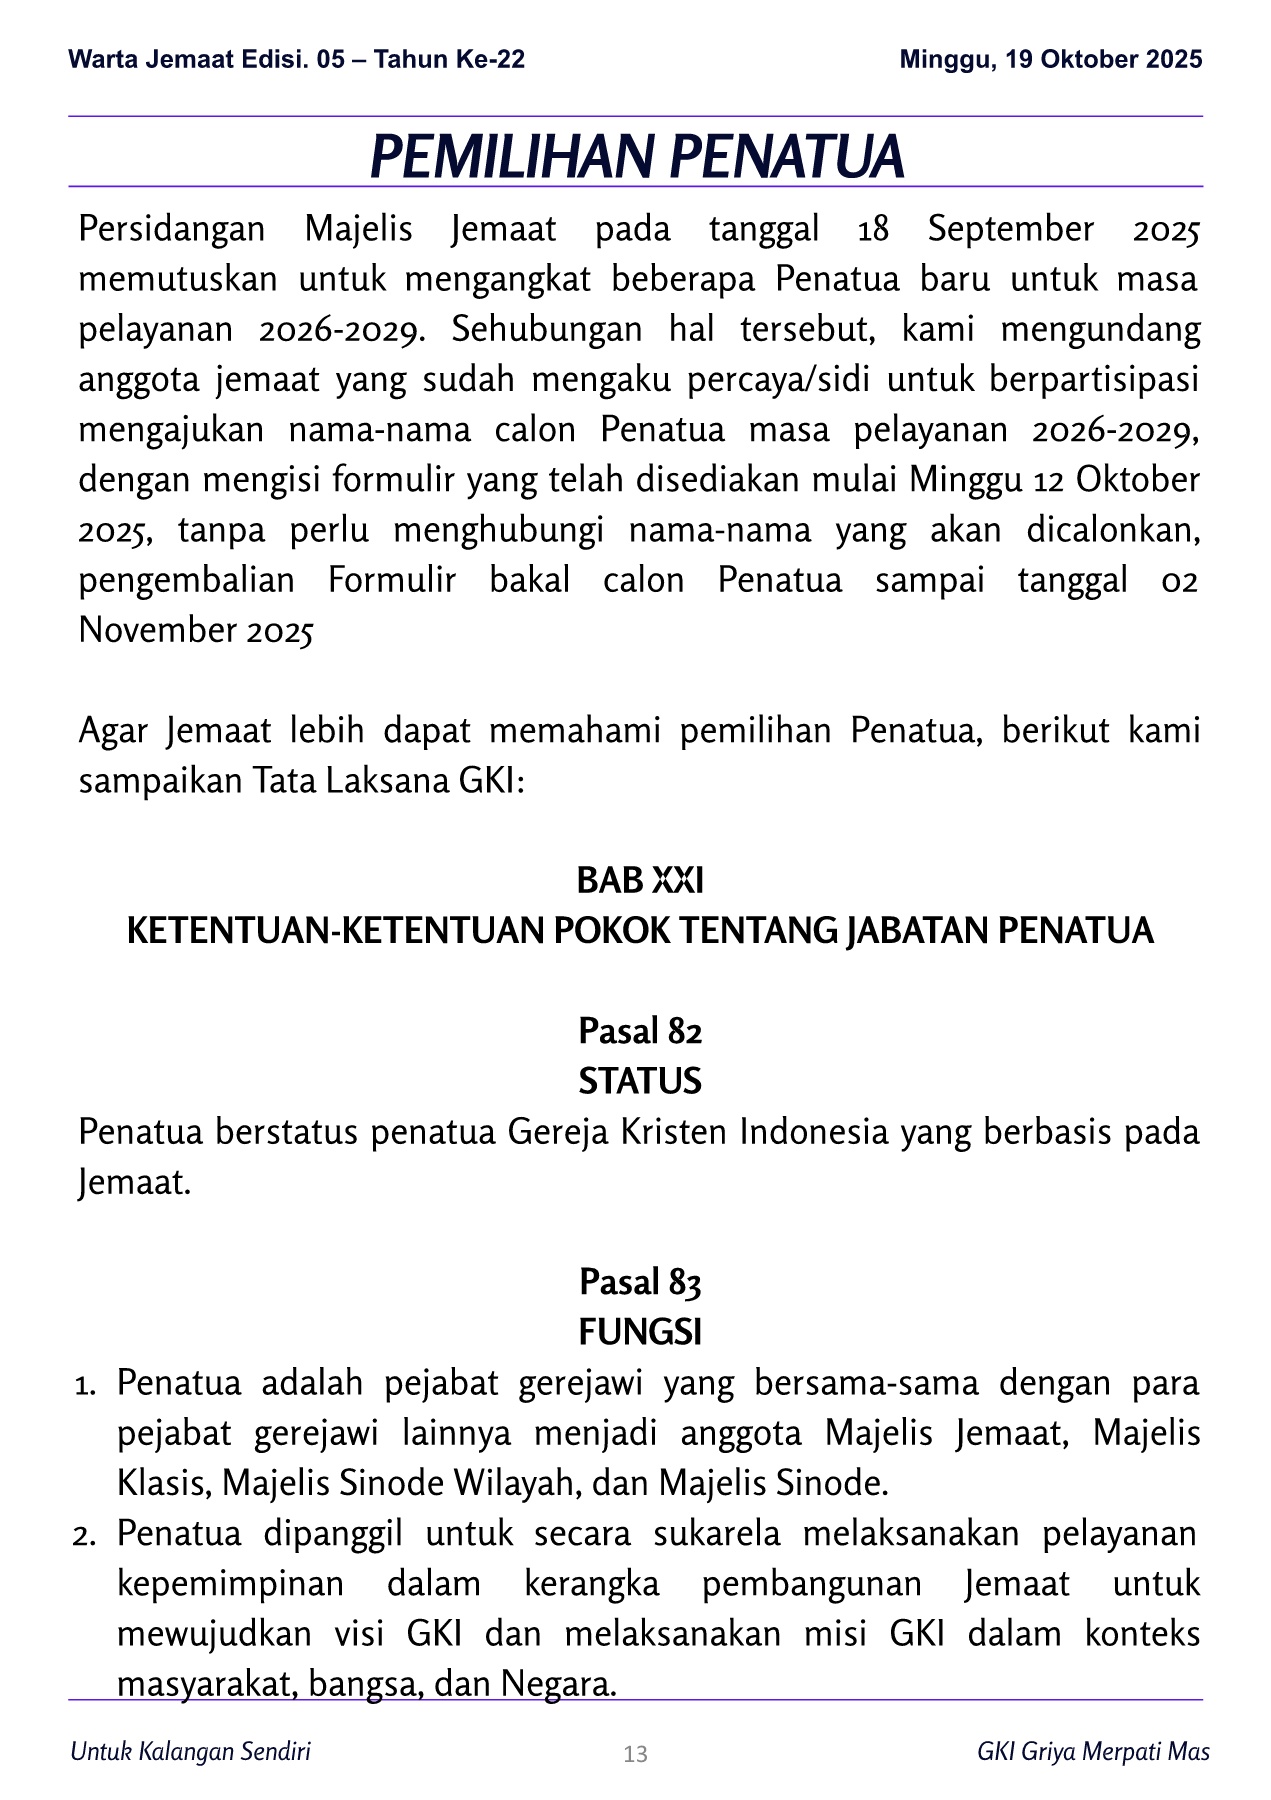 Warta Jemaat Edisi. 05 – Tahun Ke-22
Minggu, 19 Oktober 2025
PEMILIHAN PENATUA
Persidangan Majelis Jemaat pada tanggal 18 September 2025
memutuskan untuk mengangkat beberapa Penatua baru untuk masa
pelayanan 2026-2029. Sehubungan hal tersebut, kami mengundang
anggota jemaat yang sudah mengaku percaya/sidi untuk berpartisipasi
mengajukan nama-nama calon Penatua masa pelayanan 2026-2029,
dengan mengisi formulir yang telah disediakan mulai Minggu 12 Oktober
2025, tanpa perlu menghubungi nama-nama yang akan dicalonkan,
pengembalian Formulir bakal calon Penatua sampai tanggal 02
November 2025
Agar Jemaat lebih dapat memahami pemilihan Penatua, berikut kami
sampaikan Tata Laksana GKI:
BAB XXI
KETENTUAN-KETENTUAN POKOK TENTANG JABATAN PENATUA
Pasal 82
STATUS
Penatua berstatus penatua Gereja Kristen Indonesia yang berbasis pada
Jemaat.
Pasal 83
FUNGSI
1. Penatua adalah pejabat gerejawi yang bersama-sama dengan para
pejabat gerejawi lainnya menjadi anggota Majelis Jemaat, Majelis
Klasis, Majelis Sinode Wilayah, dan Majelis Sinode.
2. Penatua dipanggil untuk secara sukarela melaksanakan pelayanan
kepemimpinan dalam kerangka pembangunan Jemaat untuk
mewujudkan visi GKI dan melaksanakan misi GKI dalam konteks
masyarakat, bangsa, dan Negara.
Untuk Kalangan Sendiri
13
GKI Griya Merpati Mas